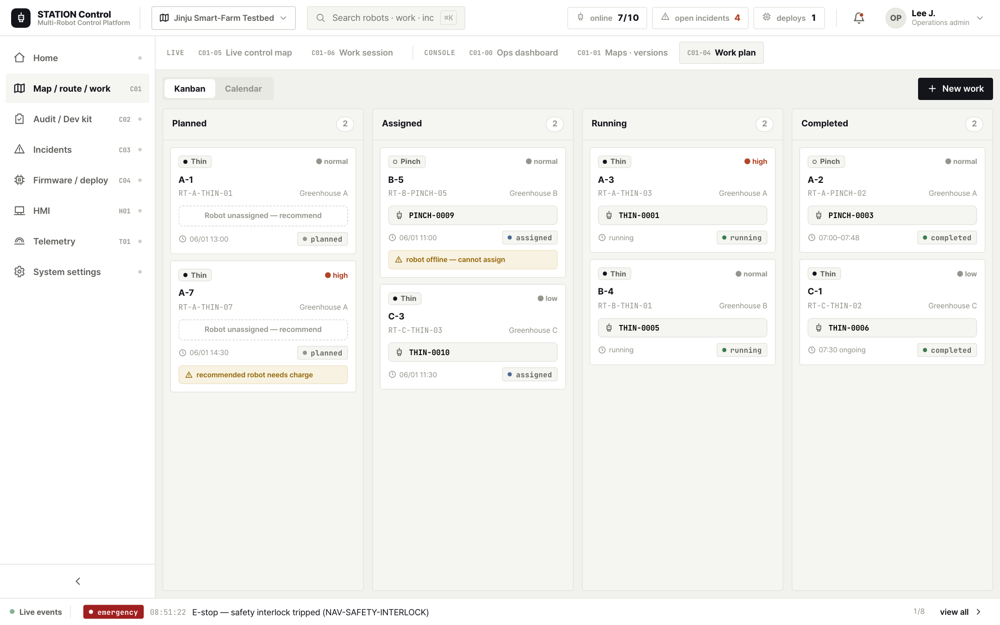 STATION Control
Multi-Robot Control Platform
Jinju Smart-Farm Testbed
Search robots · work · inc
⌘K
online 7/10
open incidents 4
deploys 1
OP
Lee J.
Operations admin
Home
Map / route / work C01
Audit / Dev kit C02
Incidents C03
Firmware / deploy C04
HMI H01
Telemetry T01
System settings
LIVE C01-05 Live control map C01-06 Work session CONSOLE C01-00 Ops dashboard C01-01 Maps · versions C01-04 Work plan
Kanban Calendar
+ New work
Planned 2
Thin normal
A-1
RT-A-THIN-01 Greenhouse A
Robot unassigned — recommend
06/01 13:00 planned
Thin high
A-7
RT-A-THIN-07 Greenhouse A
Robot unassigned — recommend
06/01 14:30 planned
recommended robot needs charge
Assigned 2
Pinch normal
B-5
RT-B-PINCH-05 Greenhouse B
PINCH-0009
06/01 11:00 assigned
robot offline — cannot assign
Thin low
C-3
RT-C-THIN-03 Greenhouse C
THIN-0010
06/01 11:30 assigned
Running 2
Thin high
A-3
RT-A-THIN-03 Greenhouse A
THIN-0001
running running
Thin normal
B-4
RT-B-THIN-01 Greenhouse B
THIN-0005
running running
Completed 2
Pinch normal
A-2
RT-A-PINCH-02 Greenhouse A
PINCH-0003
07:00–07:48 completed
Thin low
C-1
RT-C-THIN-02 Greenhouse C
THIN-0006
07:30 ongoing completed
Live events emergency 08:51:22 E-stop — safety interlock tripped (NAV-SAFETY-INTERLOCK) 1/8 view all